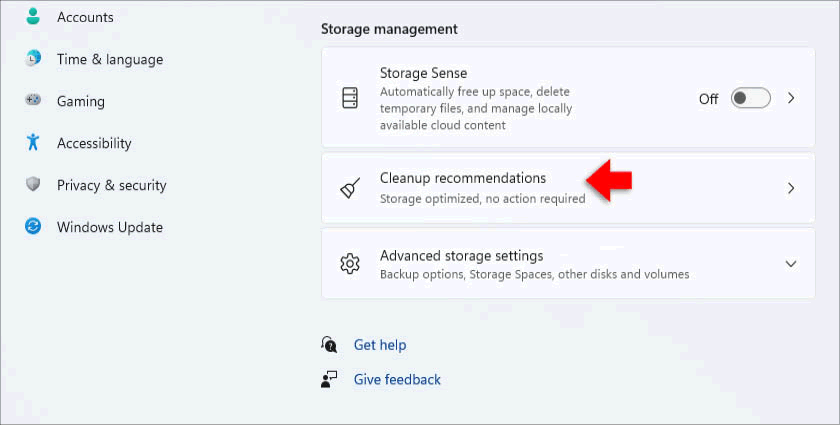 Accounts
Time & language
Gaming
Accessibility
Privacy & security
Windows Update
Storage management
Storage Sense
Automatically free up space, delete
temporary files, and manage locally
available cloud content
Off
Cleanup recommendations
Storage optimized, no action required
Advanced storage settings
Backup options, Storage Spaces, other disks and volumes
Get help
Give feedback